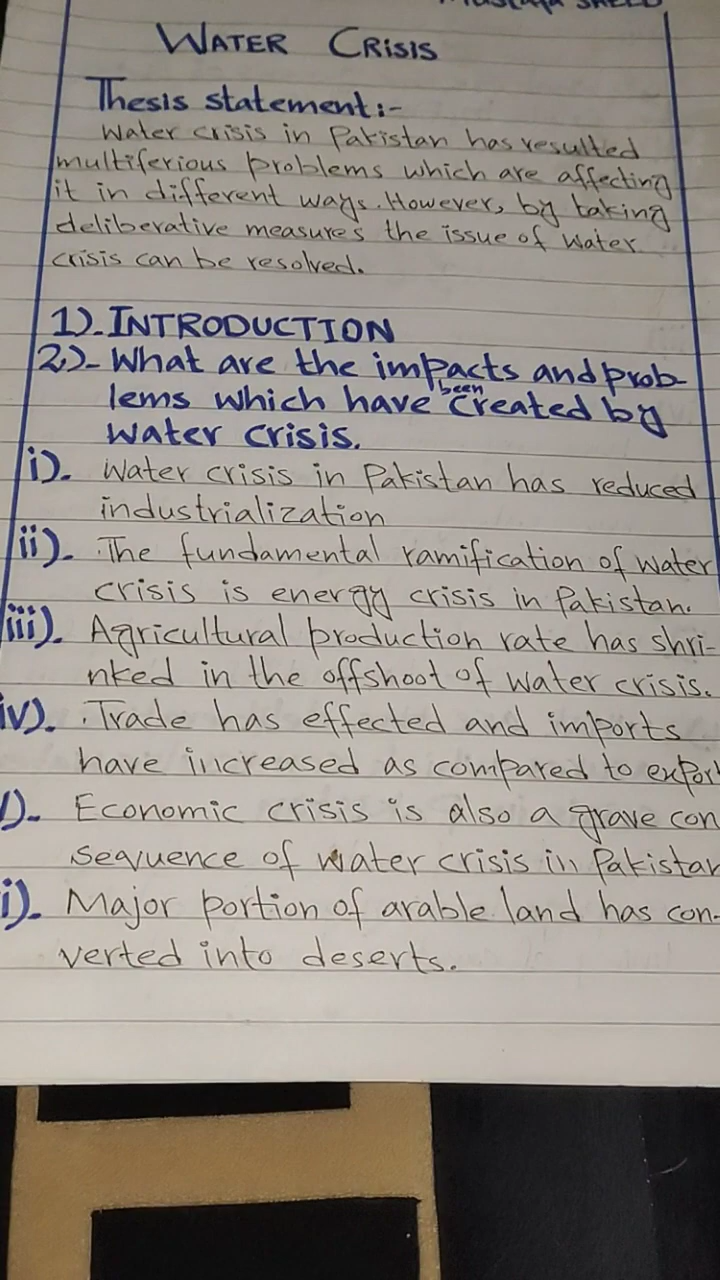 WATER CRISIS
Thesis statement:-
Water crisis in Pakistan has resulted
multiferious problems which are affecting
it in different ways. However, by taking
deliberative measures the issue of water
crisis can be resolved.
1). INTRODUCTION
2)- What are the impacts and prob-
been
lems which have created by
water crisis.
i). Water crisis in Pakistan has reduced
industrialization
ii). The fundamental ramification of water
crisis is energy crisis in Pakistan.
iii). Agricultural production rate has shri-
nked in the offshoot of water crisis.
iv). Trade has effected and imports
have increased as compared to export
). Economic crisis is also a grave con
sequence of water crisis in Pakistan
i). Major portion of arable land has con-
verted into deserts.